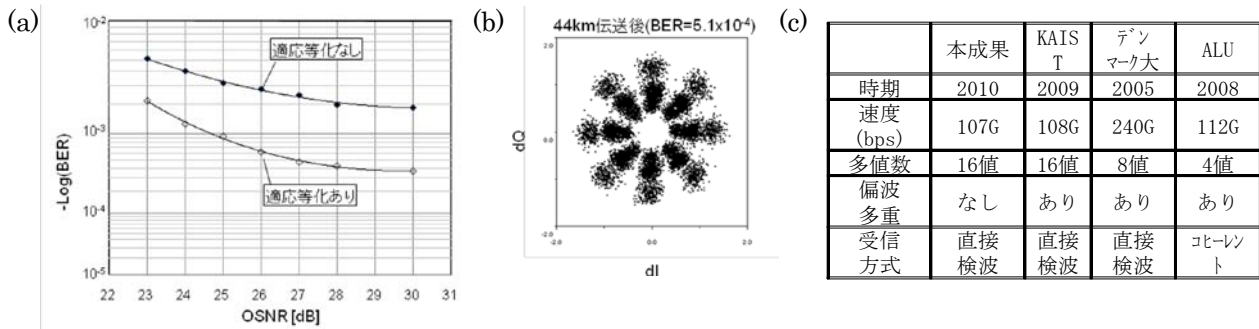 (a)
10-2
10-3
10-4
10-5
-Log(BER)
適応等化なし
適応等化あり
22 23 24 25 26 27 28 29 30 31
OSNR [dB]
(b)
44km伝送後(BER=5.1x10-4)
2.0
0.0
-2.0
dQ
-2.0 0.0 2.0
dI
(c)
本成果 KAIST デンマーク大 ALU
時期 2010 2009 2005 2008
速度(bps) 107G 108G 240G 112G
多値数 16値 16値 8値 4値
偏波多重 なし あり あり あり
受信方式 直接検波 直接検波 直接検波 コヒーレント